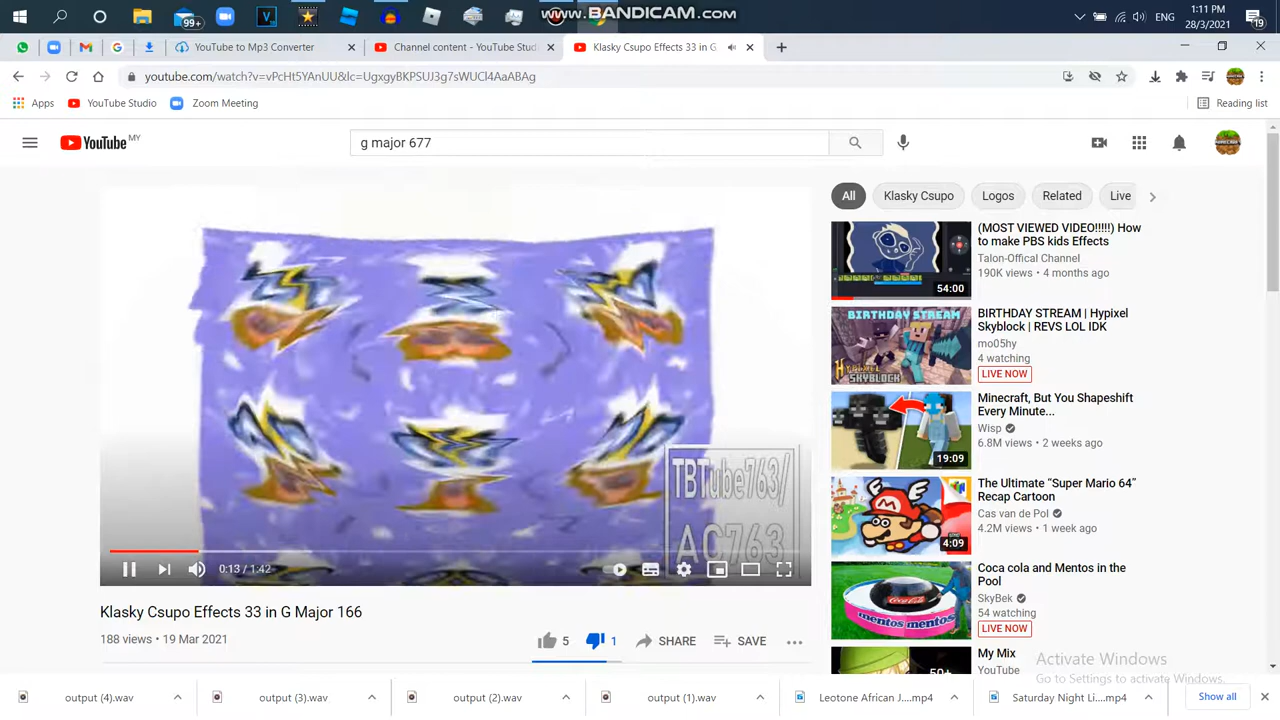 www.BANDICAM.com
99+
1:11 PM
ENG
28/3/2021
19
YouTube to Mp3 Converter
Channel content - YouTube Stud
Klasky Csupo Effects 33 in G
youtube.com/watch?v=vPcHt5YAnUU&lc=UgxgyBKPSUJ3g7sWUCl4AaABAg
Apps
YouTube Studio
Zoom Meeting
Reading list
YouTube MY
g major 677
All
Klasky Csupo
Logos
Related
Live
(MOST VIEWED VIDEO!!!!!) How
to make PBS kids Effects
Talon-Offical Channel
190K views • 4 months ago
54:00
BIRTHDAY STREAM
HYPIXEL
SKYBLOCK
BIRTHDAY STREAM | Hypixel
Skyblock | REVS LOL IDK
mo05hy
4 watching
LIVE NOW
Minecraft, But You Shapeshift
Every Minute...
Wisp
6.8M views • 2 weeks ago
19:09
The Ultimate “Super Mario 64”
Recap Cartoon
Cas van de Pol
4.2M views • 1 week ago
4:09
Coca cola and Mentos in the
Pool
SkyBek
54 watching
LIVE NOW
Coca-Cola
mentos mentos
My Mix
YouTube
50+
TBTube763/
AC763
0:13 / 1:42
Klasky Csupo Effects 33 in G Major 166
188 views • 19 Mar 2021
5
1
SHARE
SAVE
Activate Windows
Go to Settings to activate Windows.
output (4).wav
output (3).wav
output (2).wav
output (1).wav
Leotone African J....mp4
Saturday Night Li....mp4
Show all